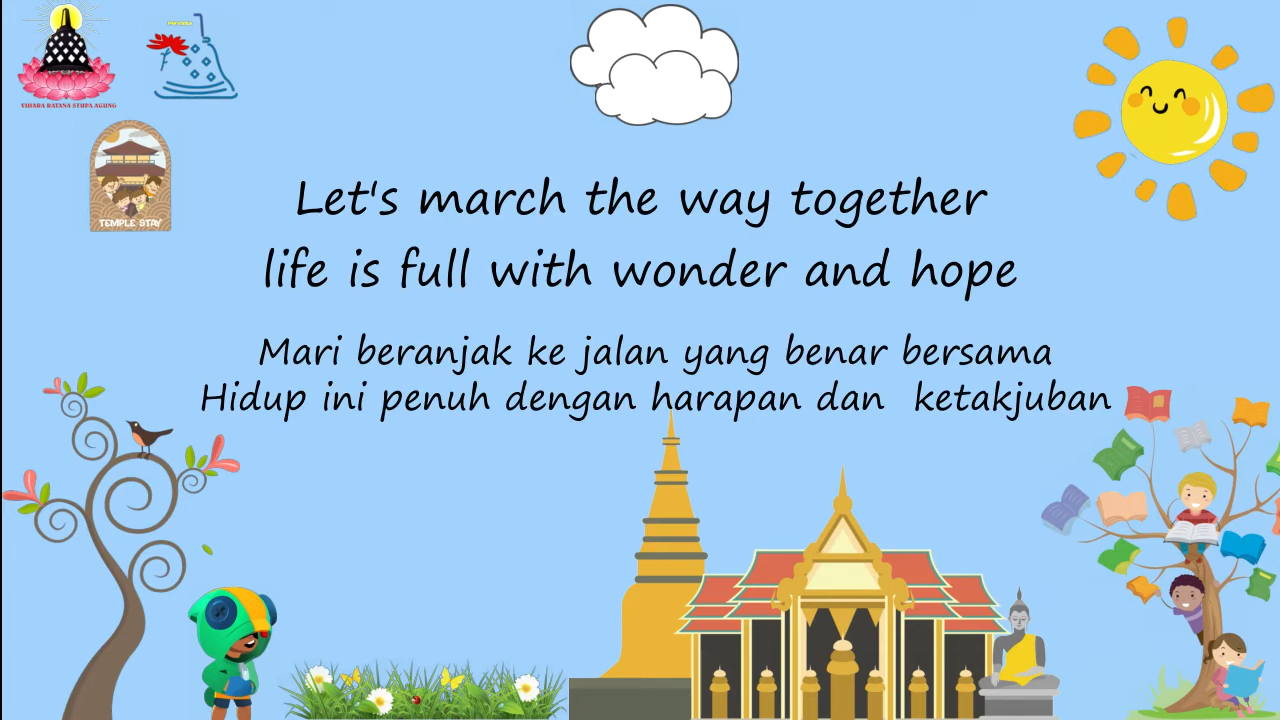 VIHARA RATANA STUPA AGUNG
TEMPLE STAY
Let's march the way together
life is full with wonder and hope
Mari beranjak ke jalan yang benar bersama
Hidup ini penuh dengan harapan dan ketakjuban